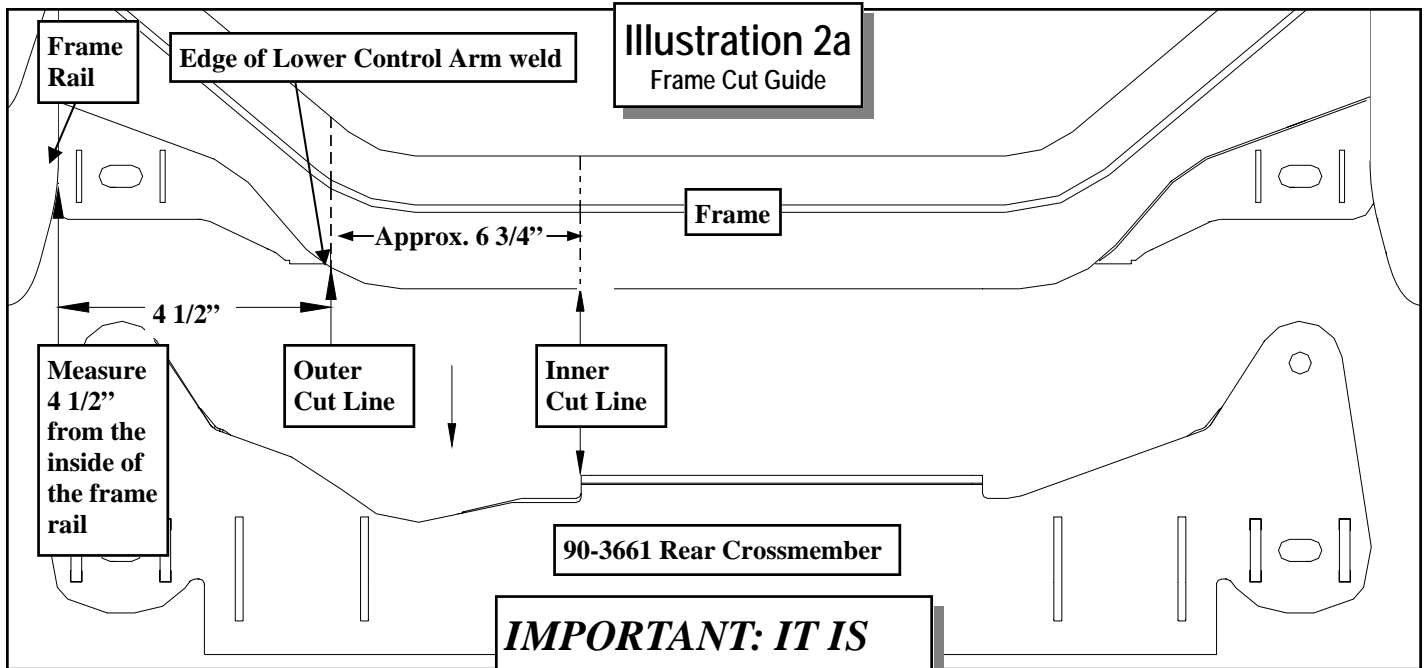 Illustration 2a
Frame Cut Guide
Frame
Rail
Edge of Lower Control Arm weld
Frame
Approx. 6 3/4”
4 1/2”
Measure
4 1/2”
from the
inside of
the frame
rail
Outer
Cut Line
Inner
Cut Line
90-3661 Rear Crossmember
IMPORTANT: IT IS